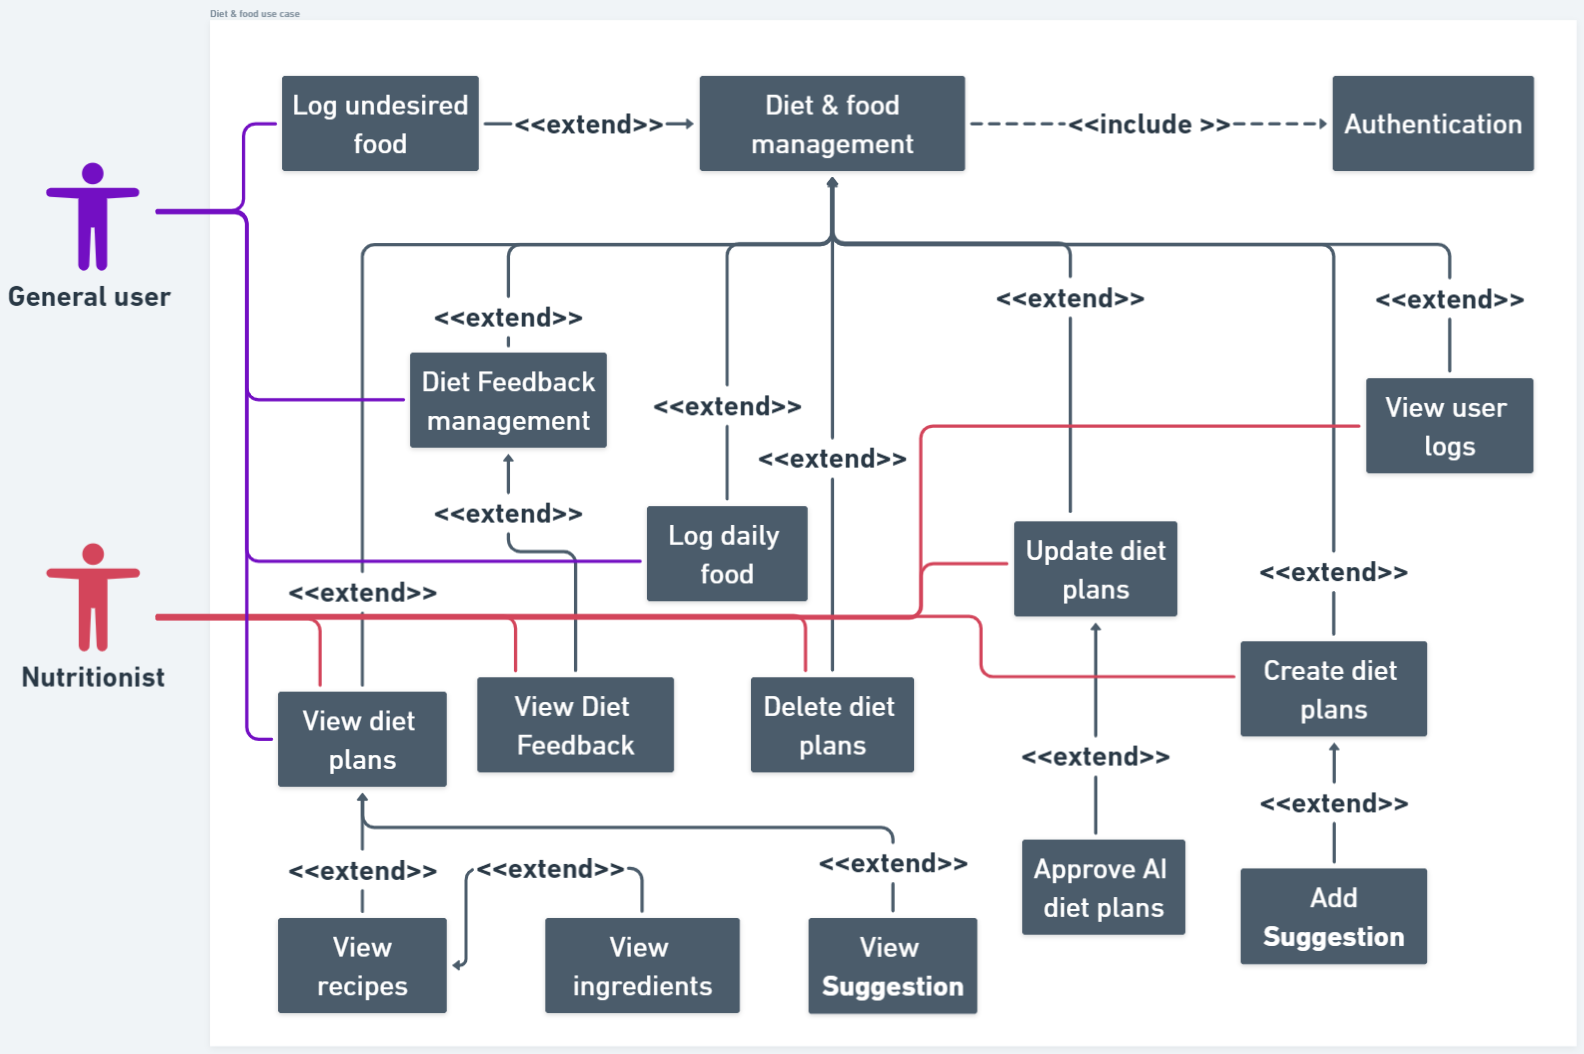 Diet & food use case
Log undesired
food
<<extend>>
Diet & food
management
<<include >>
Authentication
General user
<<extend>>
<<extend>>
<<extend>>
Diet Feedback
management
<<extend>>
<<extend>>
View user
logs
<<extend>>
<<extend>>
Log daily
food
Update diet
plans
<<extend>>
<<extend>>
Nutritionist
Create diet
plans
View diet
plans
View Diet
Feedback
Delete diet
plans
<<extend>>
<<extend>>
<<extend>>
<<extend>>
<<extend>>
Approve AI
diet plans
Add
Suggestion
View
recipes
View
ingredients
View
Suggestion